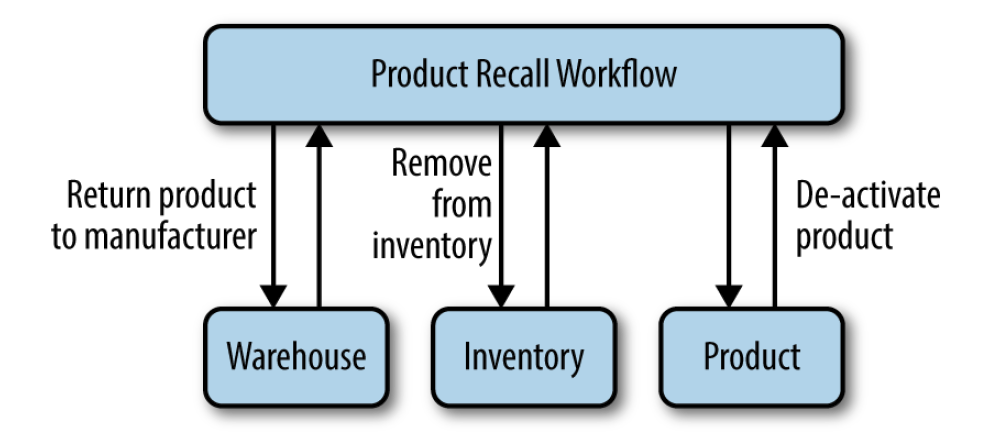 Product Recall Workflow
Return product
to manufacturer
Remove
from
inventory
De-activate
product
Warehouse
Inventory
Product